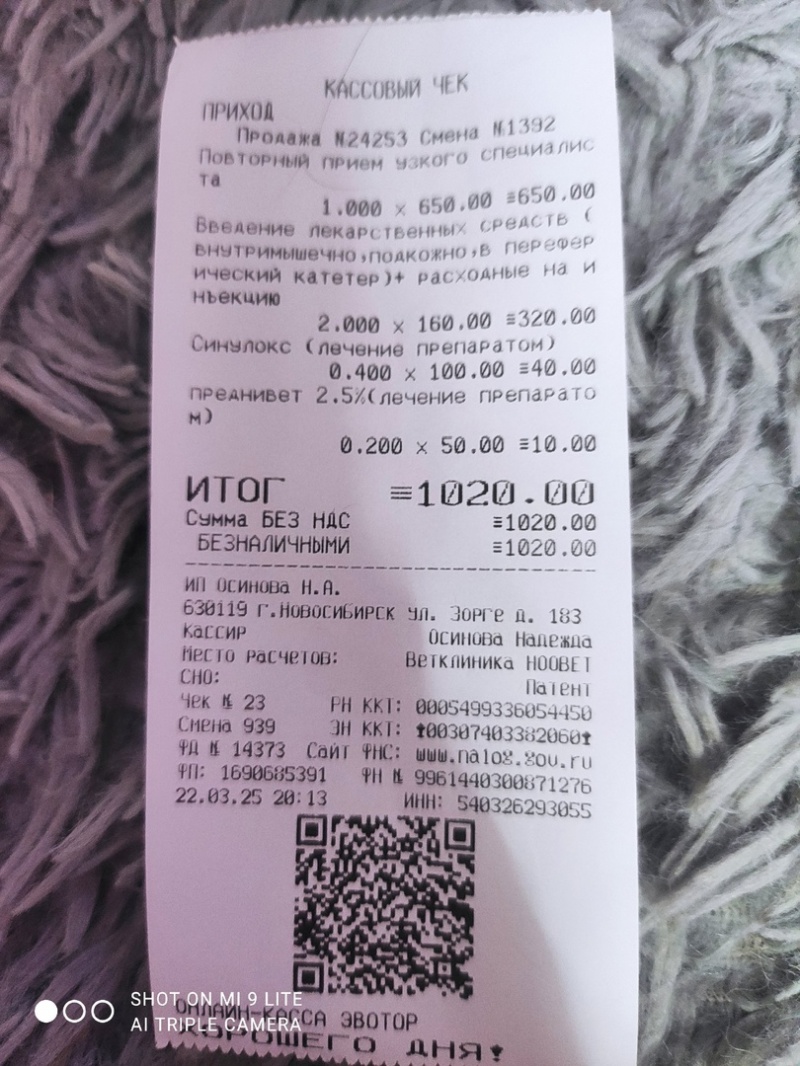 КАССОВЫЙ ЧЕК
ПРИХОД
Продажа №24253 Смена №1392
Повторный прием узкого специалис
та
1.000 x 650.00 ≡650.00
Введение лекарственных средств (
внутримышечно,подкожно,в перефер
ический катетер)+ расходные на и
нъекцию
2.000 x 160.00 ≡320.00
Синулокс (лечение препаратом)
0.400 x 100.00 ≡40.00
преднивет 2.5%(лечение препарато
м)
0.200 x 50.00 ≡10.00
ИТОГ ≡1020.00
Сумма БЕЗ НДС ≡1020.00
БЕЗНАЛИЧНЫМИ ≡1020.00
ИП Осинова Н.А.
630119 г.Новосибирск ул. Зорге д. 183
Кассир Осинова Надежда
Место расчетов: Ветклиника НООВЕТ
СНО: Патент
Чек № 23 РН ККТ: 0005499336054450
Смена 939 ЗН ККТ: 00307403382060
ФД № 14373 Сайт ФНС: www.nalog.gov.ru
ФП: 1690685391 ФН № 9961440300871276
22.03.25 20:13 ИНН: 540326293055
ОНЛАЙН-КАССА ЭВОТОР
ХОРОШЕГО ДНЯ!
SHOT ON MI 9 LITE
AI TRIPLE CAMERA